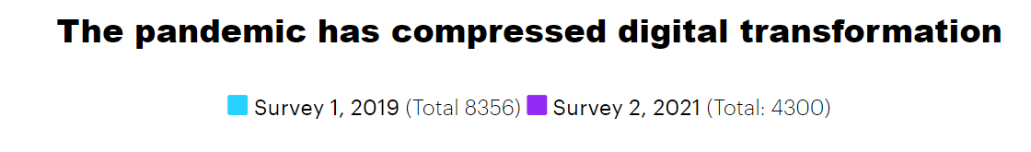 The pandemic has compressed digital transformation
Survey 1, 2019 (Total 8356) Survey 2, 2021 (Total: 4300)